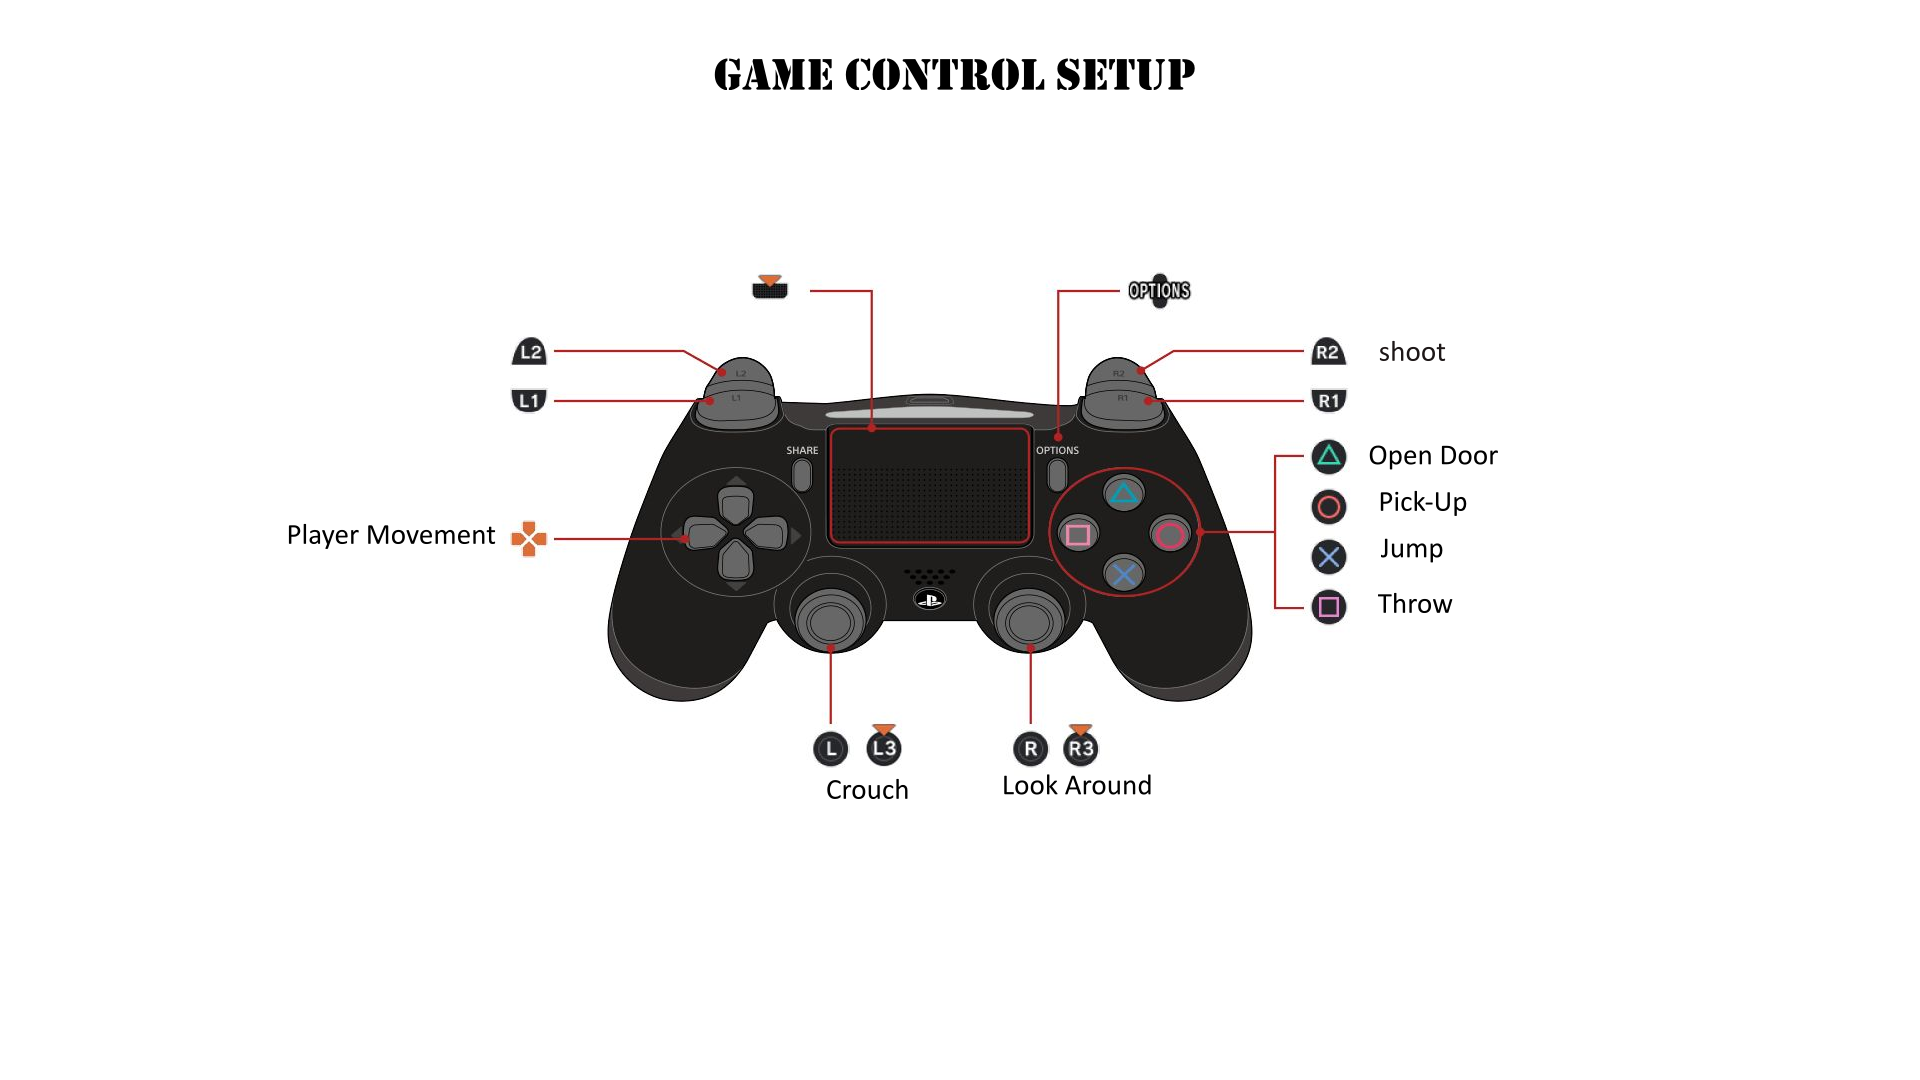 GAME CONTROL SETUP
OPTIONS
L2
R2 shoot
L1
R1
L2
R2
L1
R1
SHARE
OPTIONS
Open Door
Pick-Up
Player Movement
Jump
Throw
L L3
R R3
Crouch
Look Around